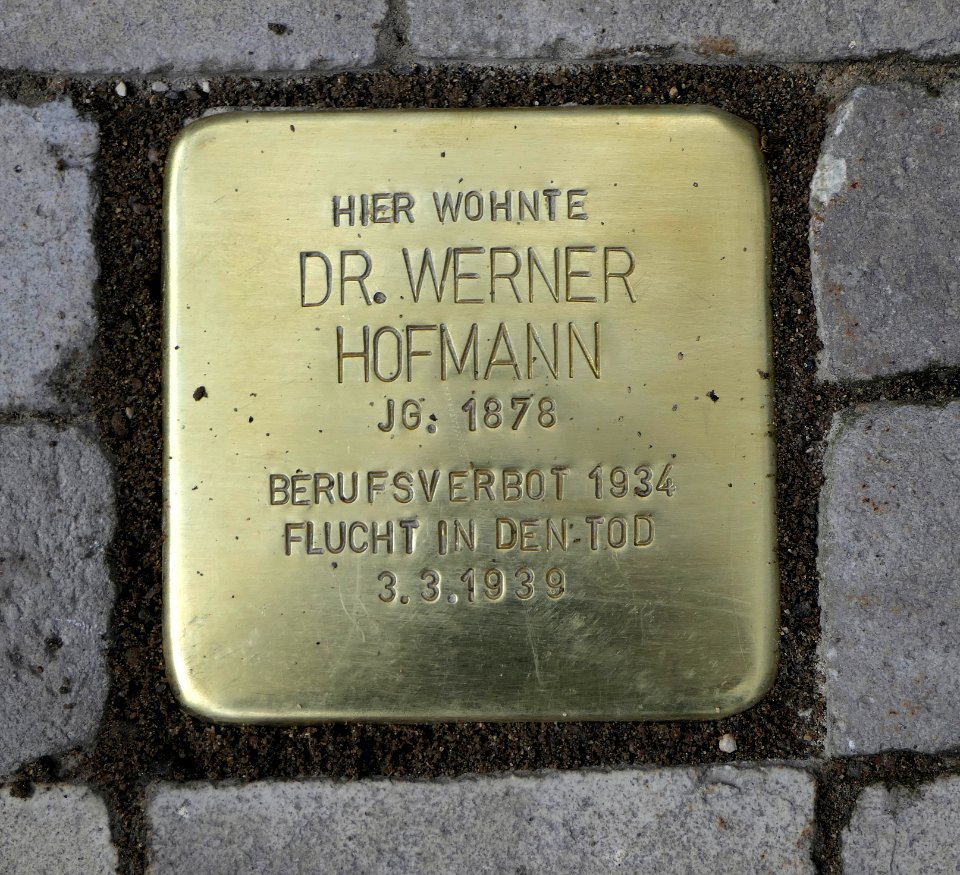 HIER WOHNTE
DR. WERNER
HOFMANN
JG. 1878
BERUFSVERBOT 1934
FLUCHT IN DEN TOD
3.3.1939